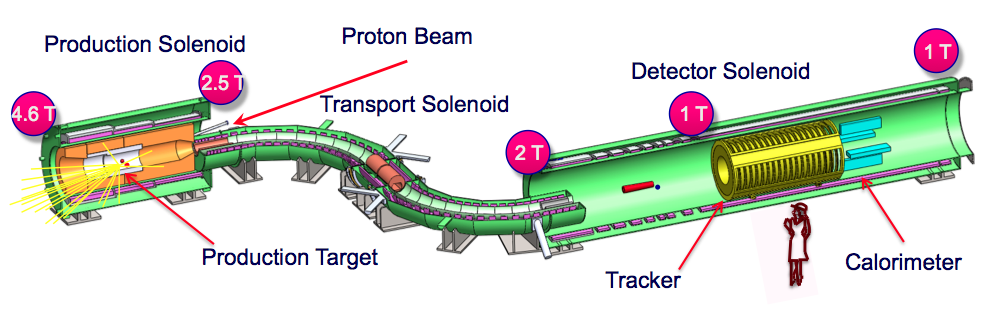 Production Solenoid
Proton Beam
Transport Solenoid
Detector Solenoid
4.6 T
2.5 T
2 T
1 T
1 T
Production Target
Tracker
Calorimeter